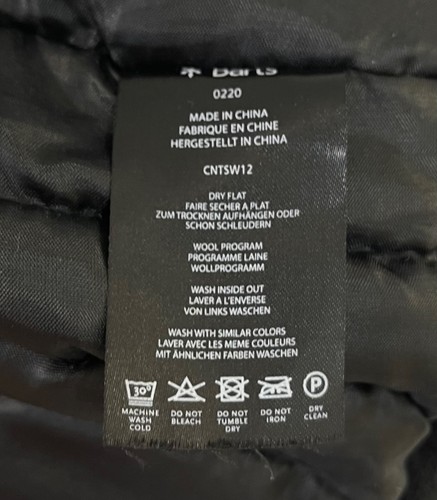 Barts
0220
MADE IN CHINA
FABRIQUE EN CHINE
HERGESTELLT IN CHINA
CNTSW12
DRY FLAT
FAIRE SECHER A PLAT
ZUM TROCKNEN AUFHÄNGEN ODER
SCHON SCHLEUDERN
WOOL PROGRAM
PROGRAMME LAINE
WOLLPROGRAMM
WASH INSIDE OUT
LAVER A L'ENVERSE
VON LINKS WASCHEN
WASH WITH SIMILAR COLORS
LAVER AVEC LES MEME COULEURS
MIT ÄHNLICHEN FARBEN WASCHEN
30° P
MACHINE WASH COLD
DO NOT BLEACH
DO NOT TUMBLE DRY
DO NOT IRON
DRY CLEAN